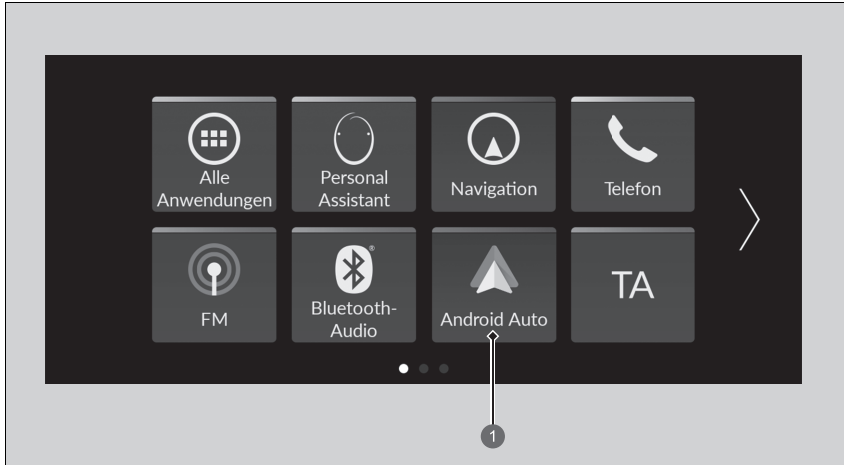 Alle
Anwendungen
Personal
Assistant
Navigation
Telefon
FM
Bluetooth-
Audio
Android Auto
TA
1